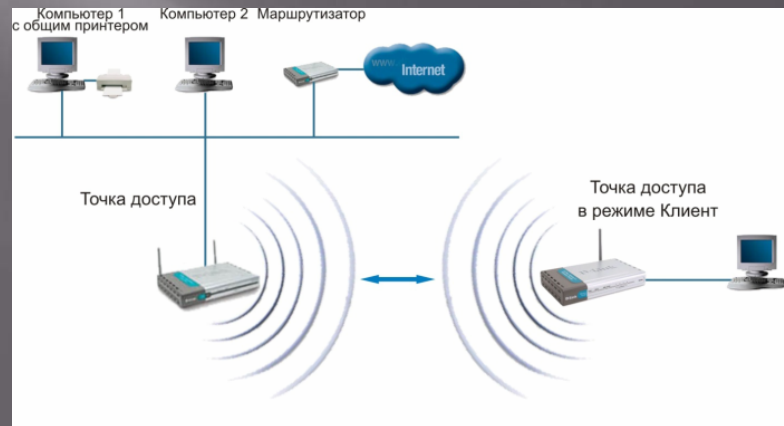 Компьютер 1
с общим принтером
Компьютер 2
Маршрутизатор
www.
Internet
Точка доступа
Точка доступа
в режиме Клиент